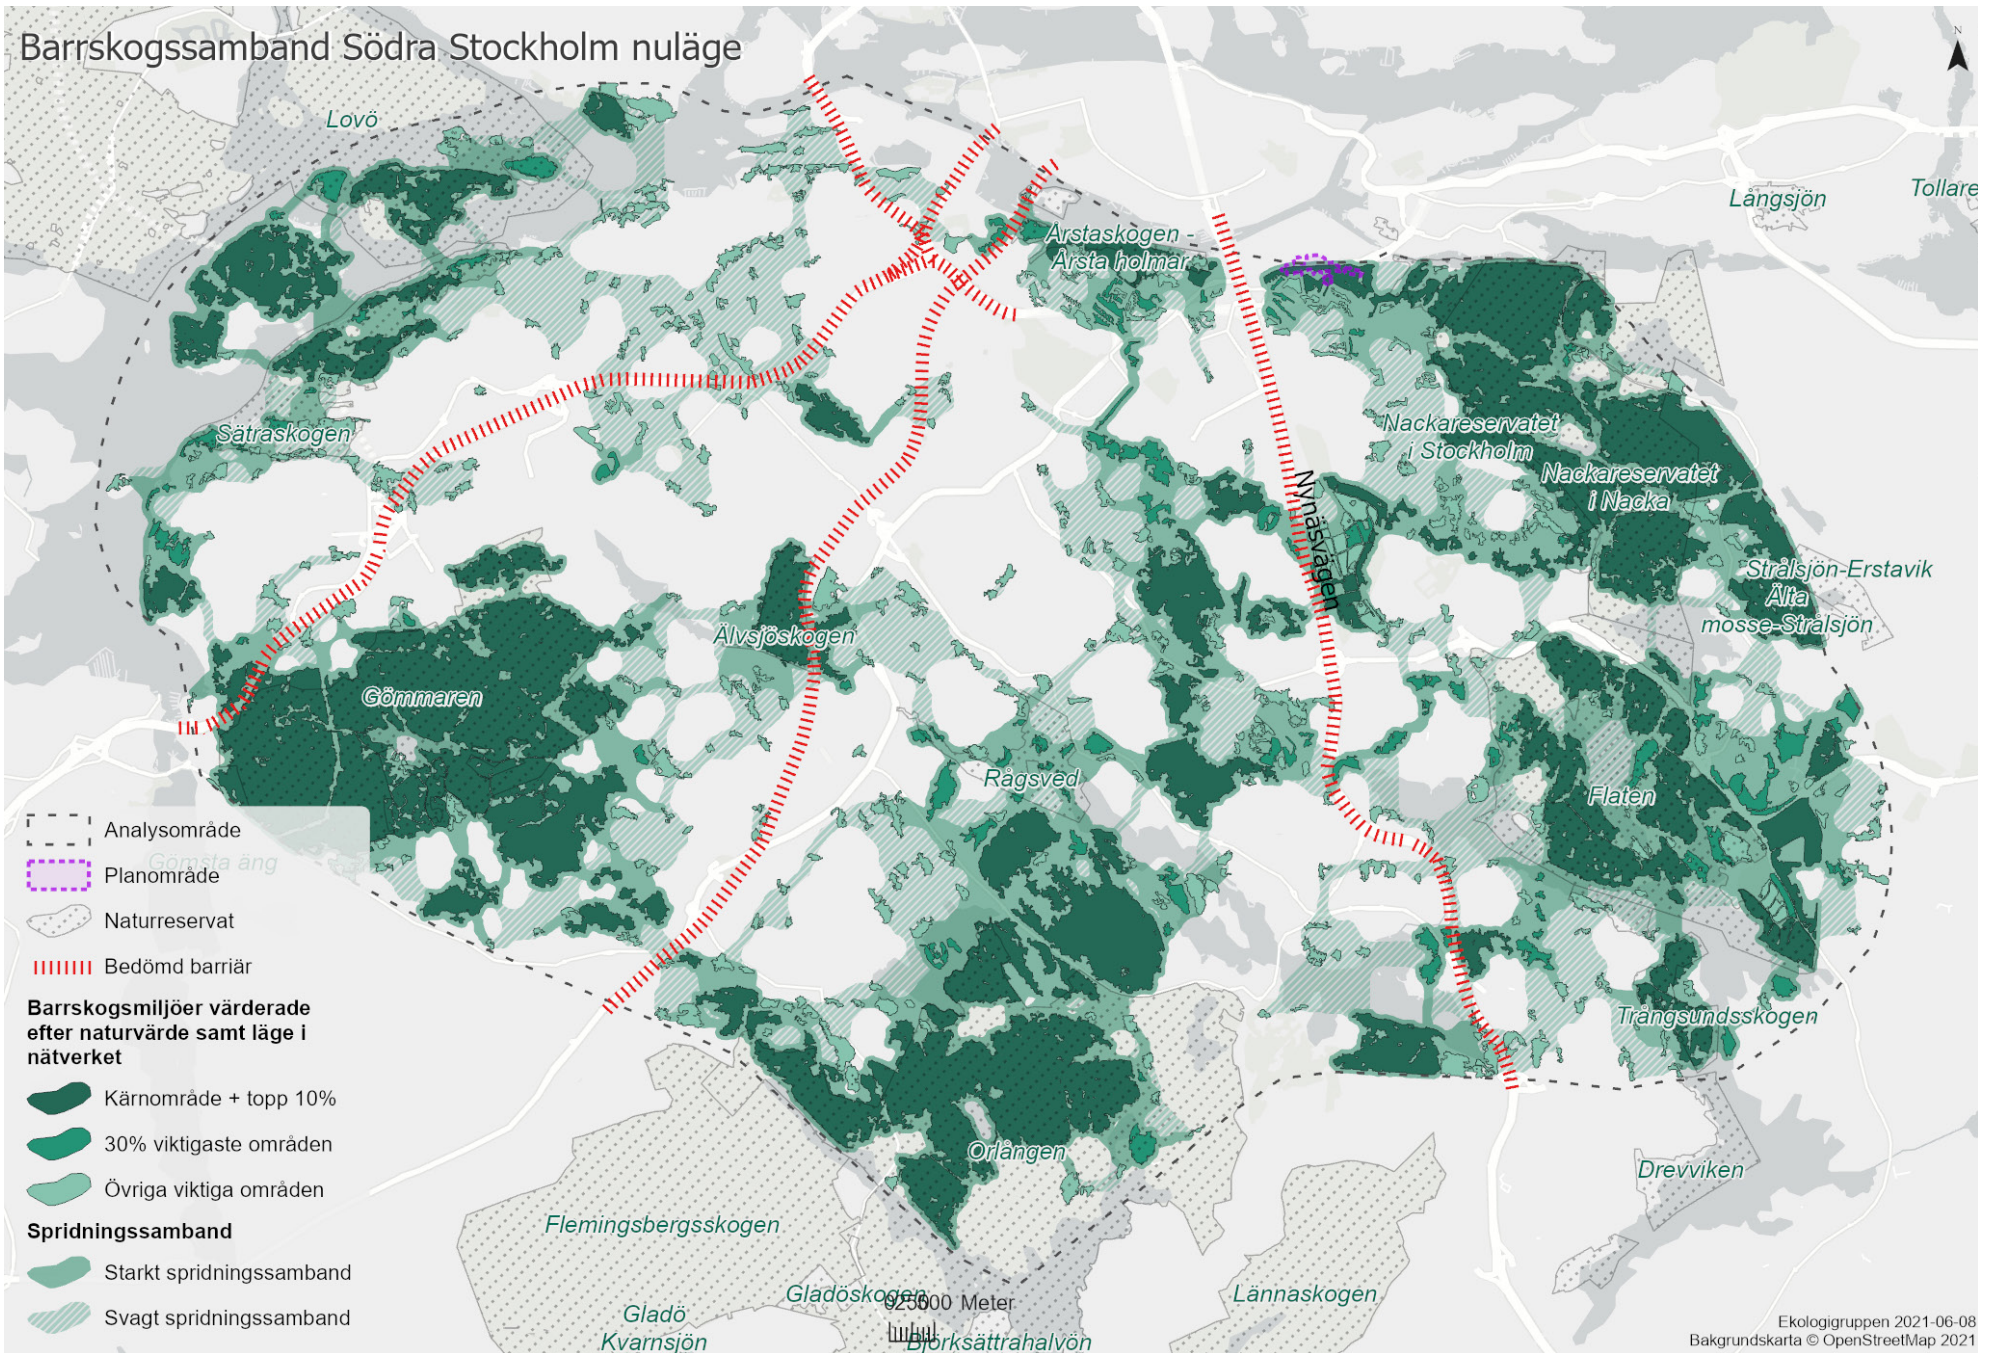 Barrskogssamband Södra Stockholm nuläge
N
Lovö
Långsjön
Tollare
Årstaskogen -
Årsta holmar
Sätraskogen
Nackareservatet
i Stockholm
Nackareservatet
i Nacka
Nynäsvägen
Strålsjön-Erstavik
Älta
mosse-Strålsjön
Älvsjöskogen
Gömmaren
Rågsved
Flaten
Analysområde
Gömsta äng
Planområde
Naturreservat
Bedömd barriär
Barrskogsmiljöer värderade
efter naturvärde samt läge i
nätverket
Kärnområde + topp 10%
30% viktigaste områden
Övriga viktiga områden
Spridningssamband
Starkt spridningssamband
Svagt spridningssamband
Trångsundsskogen
Orlången
Drevviken
Flemingsbergsskogen
Gladöskogen
Lännaskogen
Gladö
Kvarnsjön
Meter
Björksättrahalvön
Ekologigruppen 2021-06-08
Bakgrundskarta © OpenStreetMap 2021